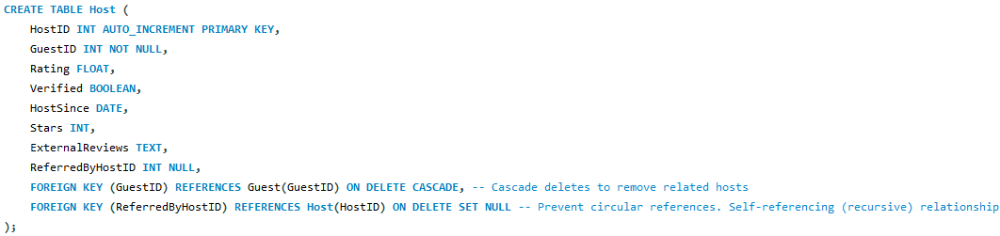 CREATE TABLE Host (
    HostID INT AUTO_INCREMENT PRIMARY KEY,
    GuestID INT NOT NULL,
    Rating FLOAT,
    Verified BOOLEAN,
    HostSince DATE,
    Stars INT,
    ExternalReviews TEXT,
    ReferredByHostID INT NULL,
    FOREIGN KEY (GuestID) REFERENCES Guest(GuestID) ON DELETE CASCADE, -- Cascade deletes to remove related hosts
    FOREIGN KEY (ReferredByHostID) REFERENCES Host(HostID) ON DELETE SET NULL -- Prevent circular references. Self-referencing (recursive) relationship
);